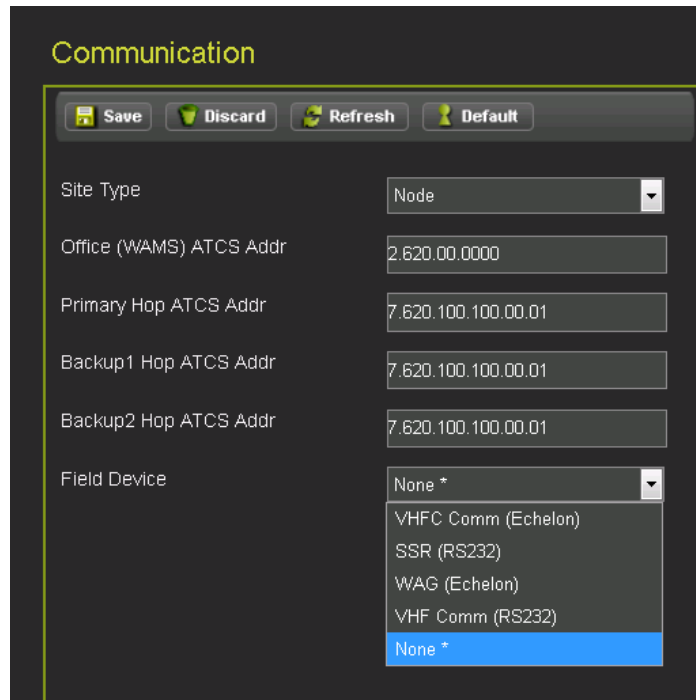 Communication
Save Discard Refresh Default
Site Type Node
Office (WAMS) ATCS Addr 2.620.00.0000
Primary Hop ATCS Addr 7.620.100.100.00.01
Backup1 Hop ATCS Addr 7.620.100.100.00.01
Backup2 Hop ATCS Addr 7.620.100.100.00.01
Field Device None *
VHFC Comm (Echelon)
SSR (RS232)
WAG (Echelon)
VHF Comm (RS232)
None *